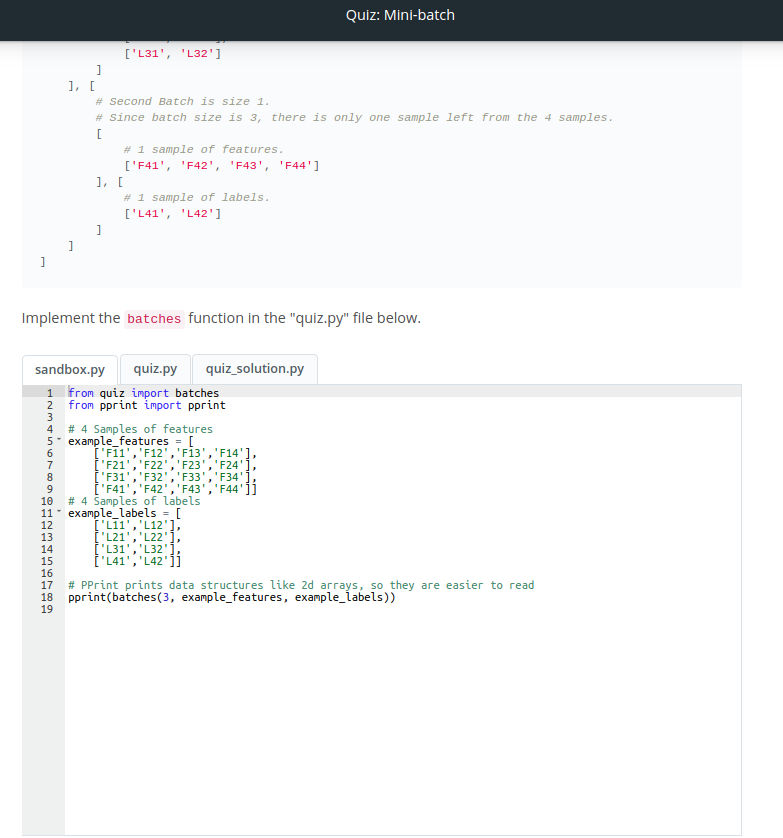 Quiz: Mini-batch
['L31', 'L32']
]
], [
# Second Batch is size 1.
# Since batch size is 3, there is only one sample left from the 4 samples.
[
# 1 sample of features.
['F41', 'F42', 'F43', 'F44']
], [
# 1 sample of labels.
['L41', 'L42']
]
]
]
Implement the batches function in the "quiz.py" file below.
sandbox.py quiz.py quiz_solution.py
1 from quiz import batches
2 from pprint import pprint
3
4 # 4 Samples of features
5 example_features = [
6 ['F11','F12','F13','F14'],
7 ['F21','F22','F23','F24'],
8 ['F31','F32','F33','F34'],
9 ['F41','F42','F43','F44']]
10 # 4 Samples of labels
11 example_labels = [
12 ['L11','L12'],
13 ['L21','L22'],
14 ['L31','L32'],
15 ['L41','L42']]
16
17 # PPrint prints data structures like 2d arrays, so they are easier to read
18 pprint(batches(3, example_features, example_labels))
19